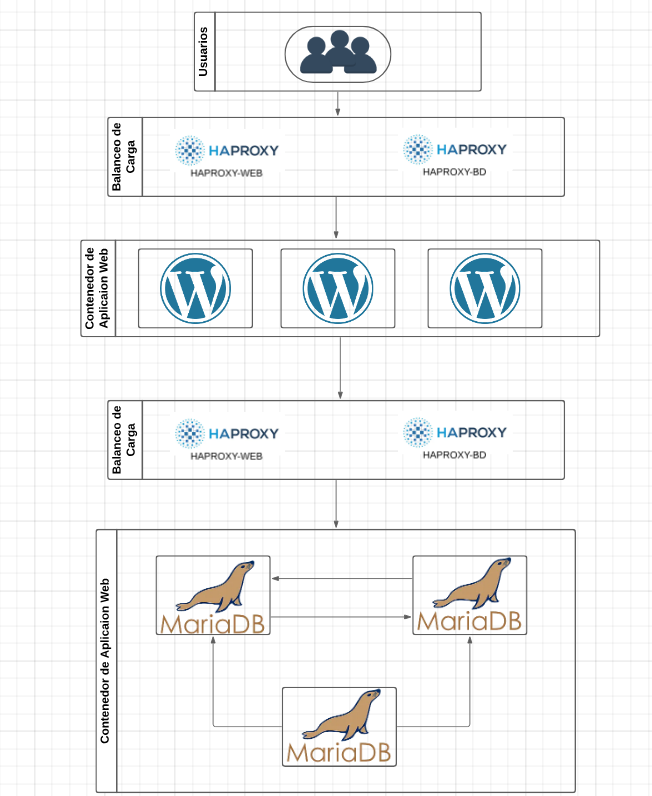 Usuarios
Balanceo de
Carga
HAPROXY
HAPROXY-WEB
HAPROXY
HAPROXY-BD
Contenedor de
Aplicaion Web
Balanceo de
Carga
HAPROXY
HAPROXY-WEB
HAPROXY
HAPROXY-BD
Contenedor de Aplicaion Web
MariaDB
MariaDB
MariaDB